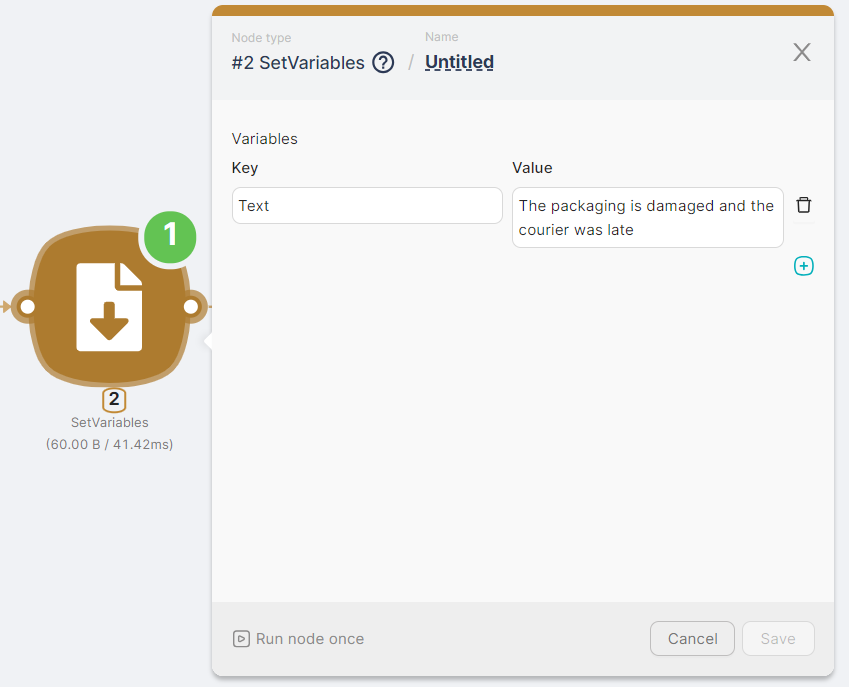 Node type
Name
#2 SetVariables ? / Untitled
X
Variables
Key
Value
Text
The packaging is damaged and the
courier was late
1
2
SetVariables
(60.00 B / 41.42ms)
Run node once
Cancel
Save